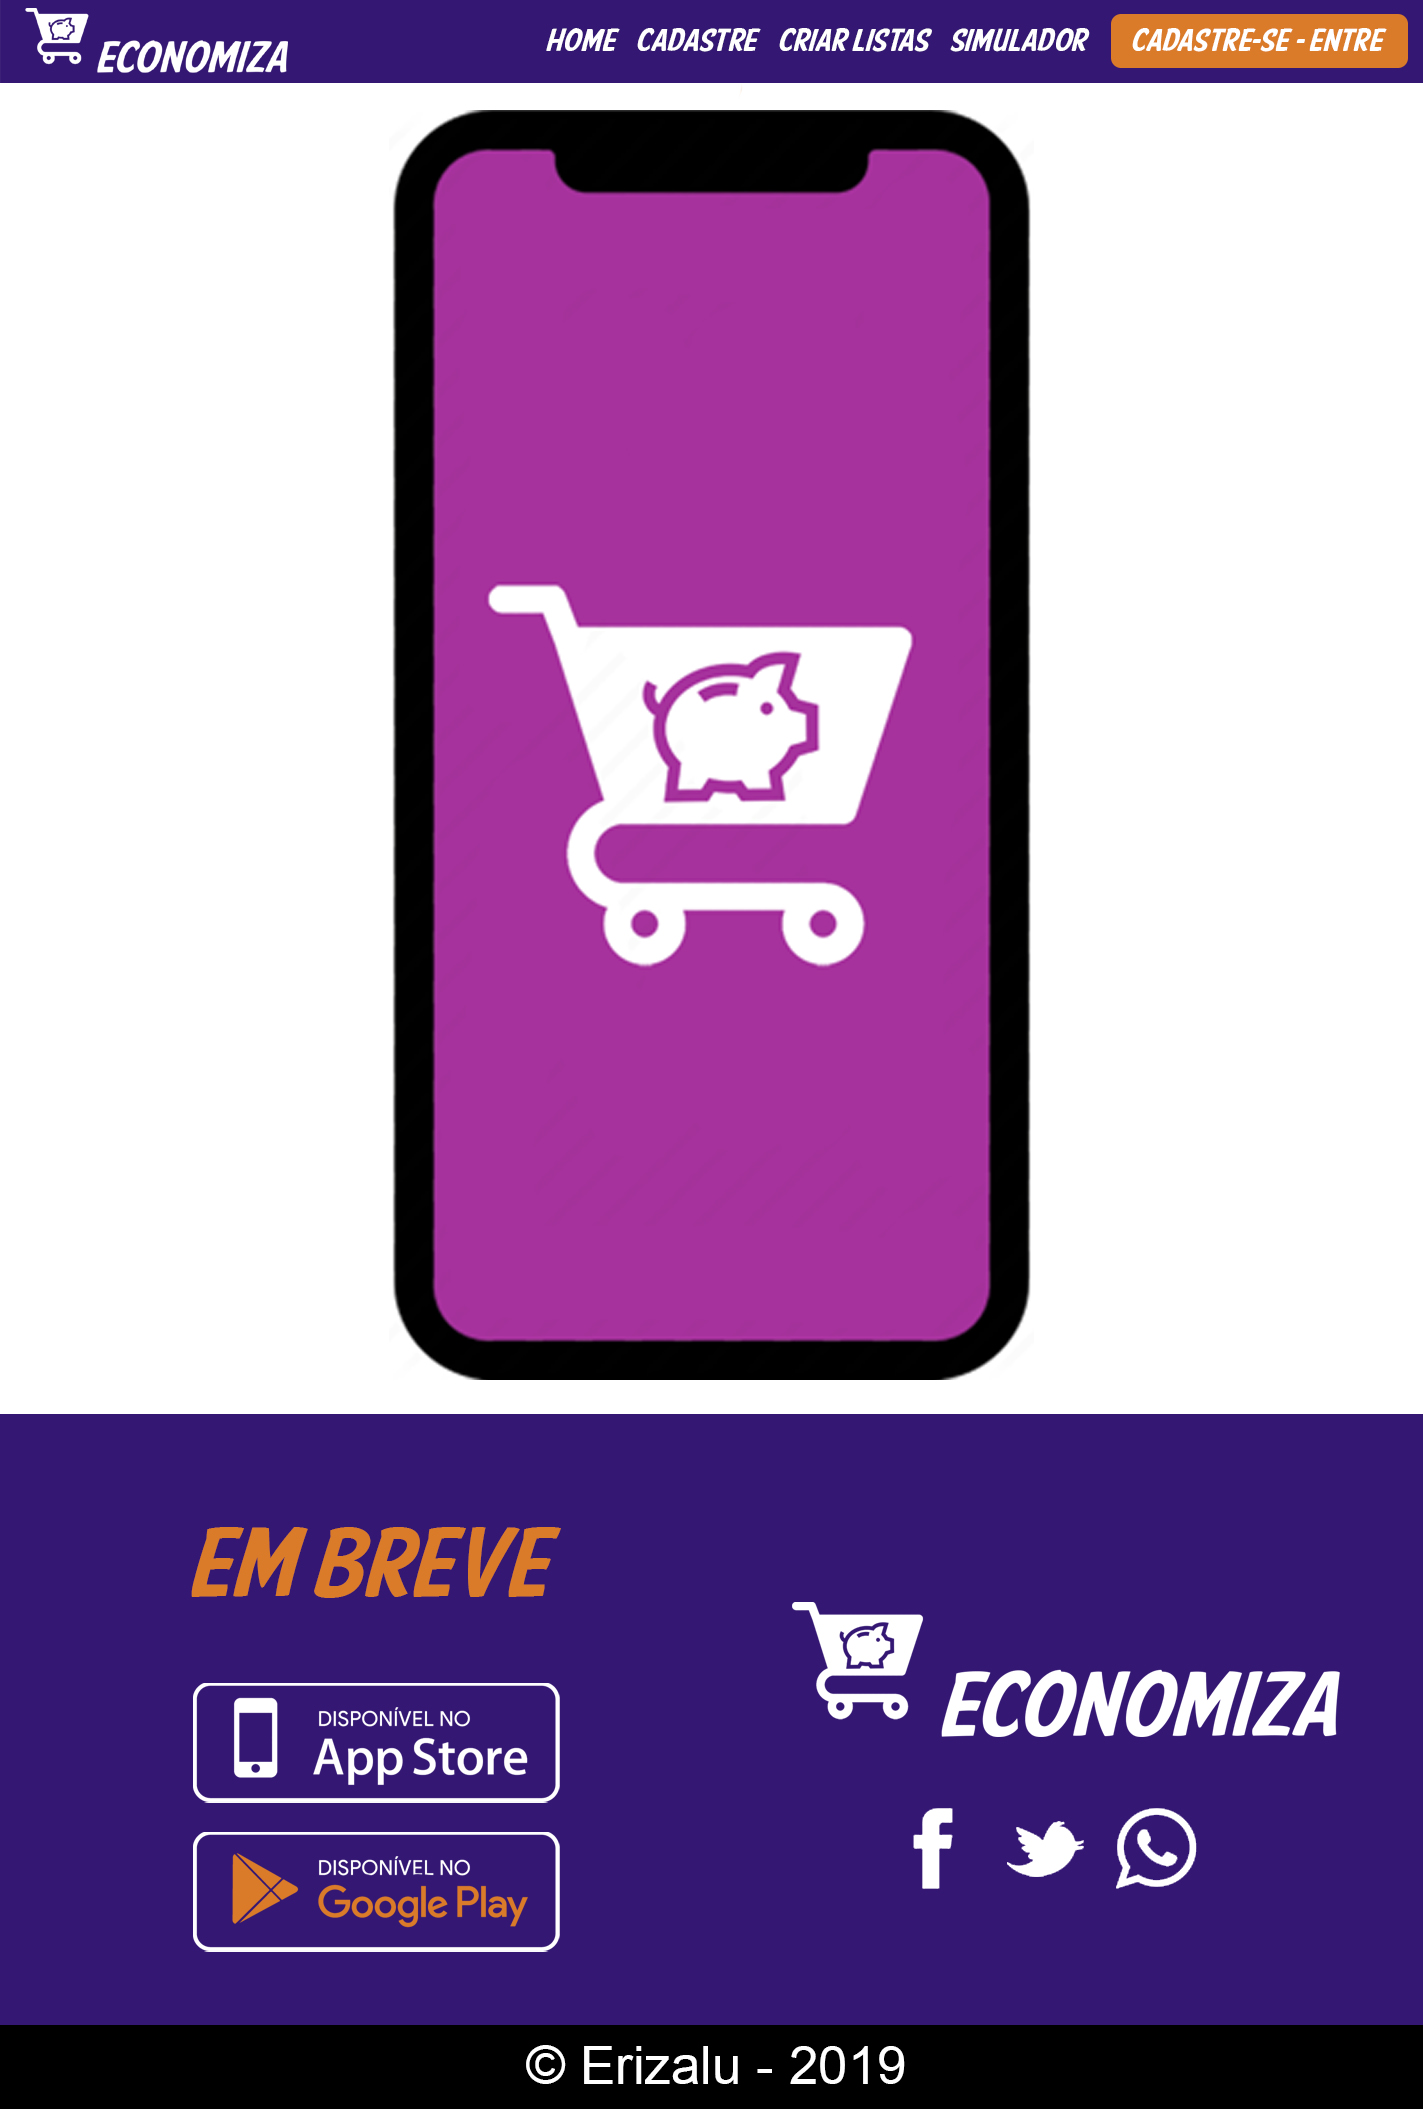 ECONOMIZA
HOME CADASTRE CRIAR LISTAS SIMULADOR CADASTRE-SE - ENTRE
EM BREVE
DISPONÍVEL NO
App Store
DISPONÍVEL NO
Google Play
ECONOMIZA
© Erizalu - 2019